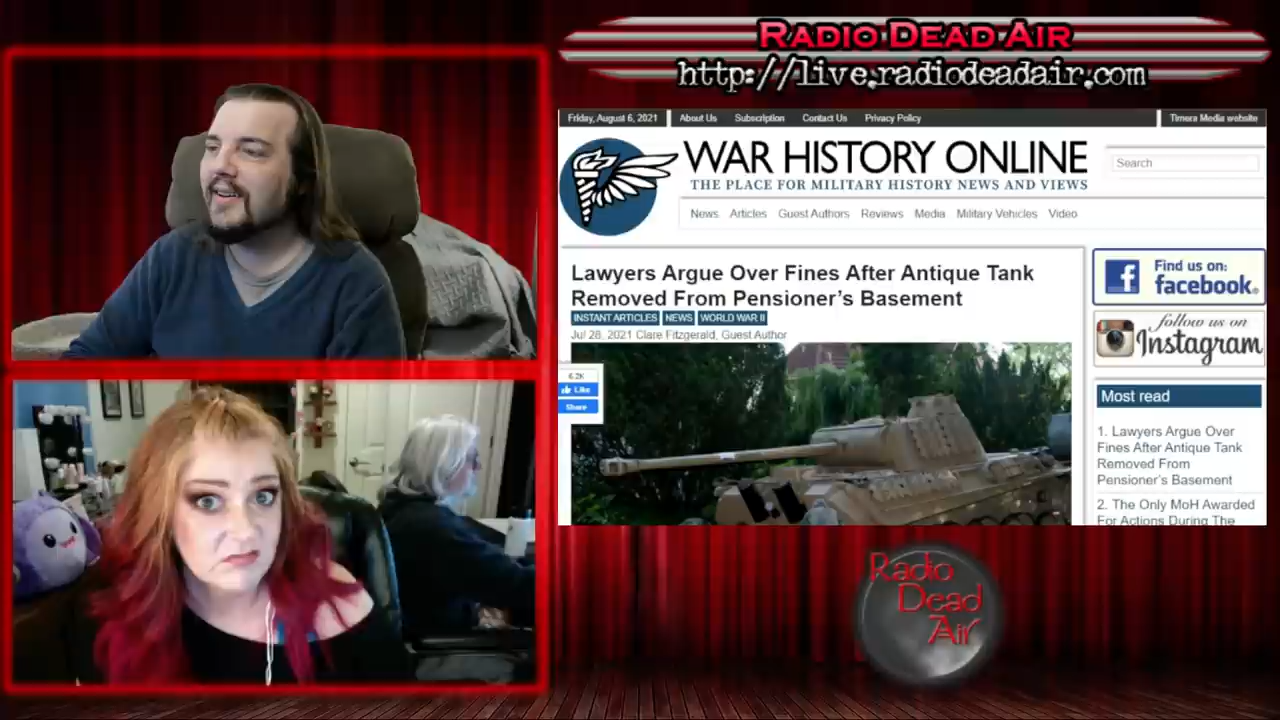 RADIO DEAD AIR
http://live.radiodeadair.com
Friday, August 6, 2021
About Us
Subscription
Contact Us
Privacy Policy
Timera Media website
WAR HISTORY ONLINE
THE PLACE FOR MILITARY HISTORY NEWS AND VIEWS
Search
News
Articles
Guest Authors
Reviews
Media
Military Vehicles
Video
Lawyers Argue Over Fines After Antique Tank
Removed From Pensioner's Basement
INSTANT ARTICLES
NEWS
WORLD WAR II
Jul 28, 2021 Clare Fitzgerald, Guest Author
6.2K
Like
Share
Find us on:
facebook.
follow us on
Instagram
Most read
1. Lawyers Argue Over
Fines After Antique Tank
Removed From
Pensioner's Basement
2. The Only MoH Awarded
For Actions During The
Radio
Dead
Air